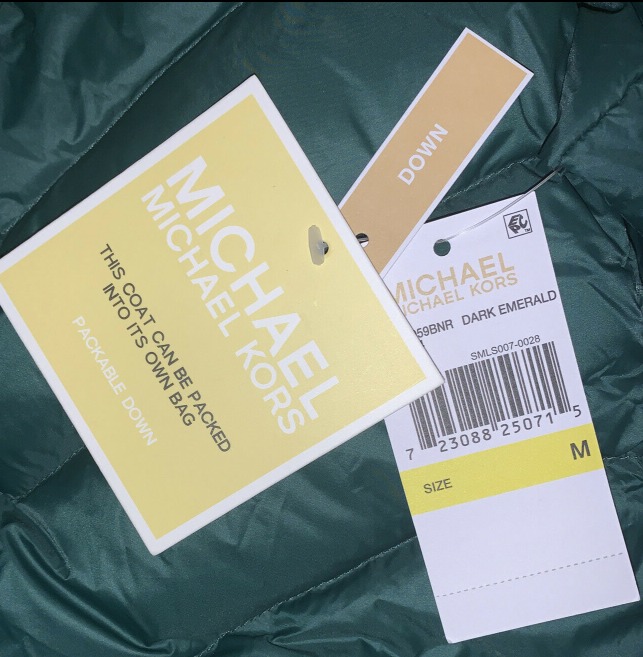 MICHAEL
MICHAEL KORS
THIS COAT CAN BE PACKED
INTO ITS OWN BAG
PACKABLE DOWN
DOWN
MICHAEL
MICHAEL KORS
59BNR DARK EMERALD
SMLS007-0028
7 23088 25071 5
SIZE M